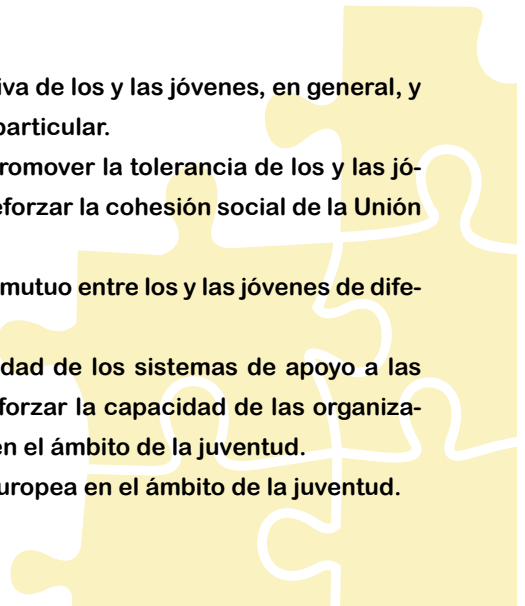 iva de los y las jóvenes, en general, y
particular.
romover la tolerancia de los y las jó-
eforzar la cohesión social de la Unión
mutuo entre los y las jóvenes de dife-
dad de los sistemas de apoyo a las
forzar la capacidad de las organiza-
en el ámbito de la juventud.
uropea en el ámbito de la juventud.